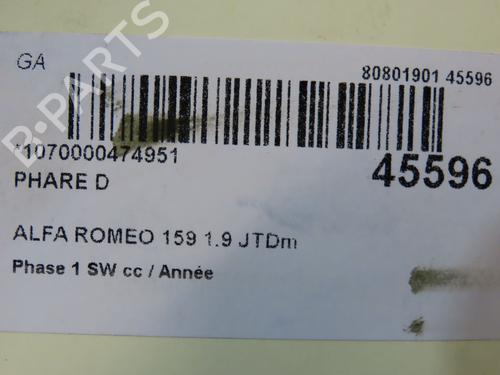 GA
80801901 45596
B-PARTS
*1070000474951
45596
PHARE D
ALFA ROMEO 159 1.9 JTDm
Phase 1 SW cc / Année